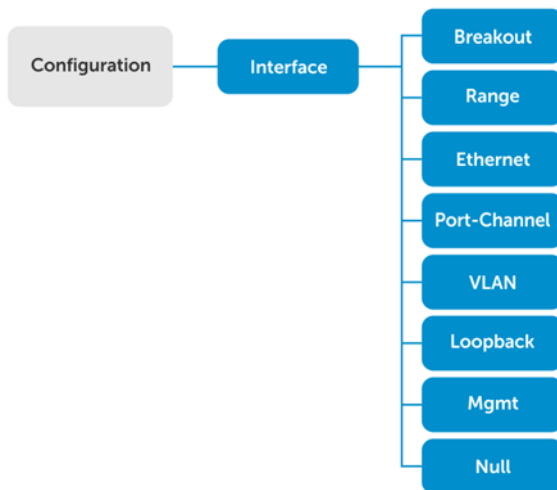 Configuration
Interface
Breakout
Range
Ethernet
Port-Channel
VLAN
Loopback
Mgmt
Null